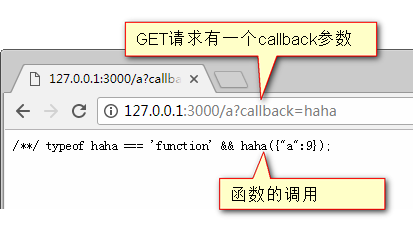 GET请求有一个callback参数
127.0.0.1:3000/a?callba
127.0.0.1:3000/a?callback=haha
/**/ typeof haha === 'function' && haha({"a":9});
函数的调用